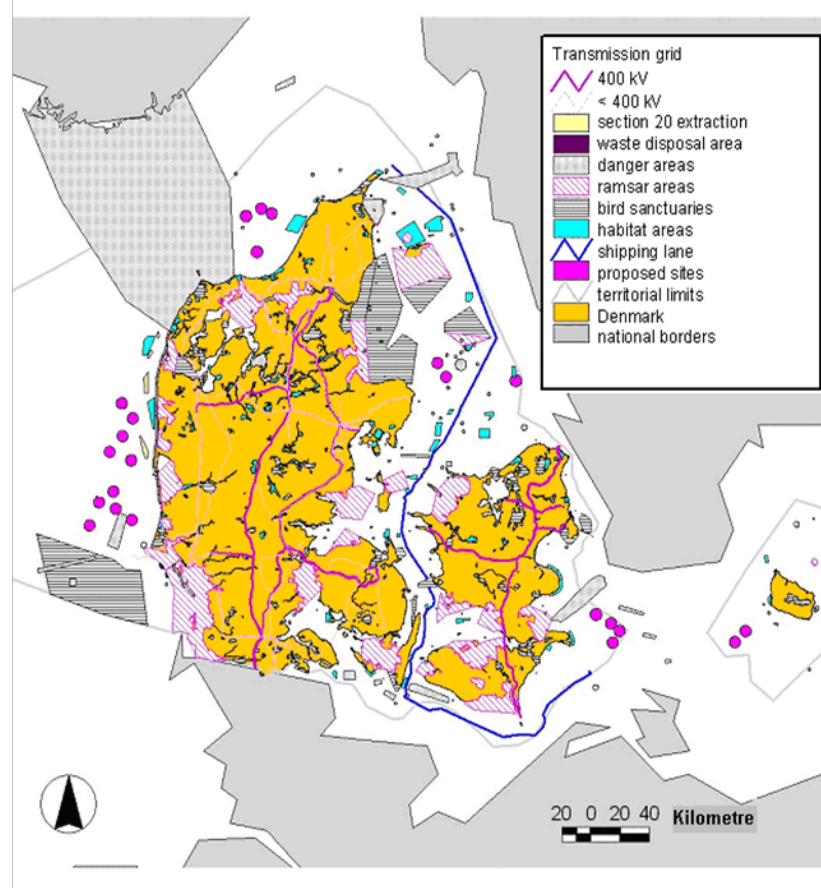 Transmission grid
400 kV
< 400 kV
section 20 extraction
waste disposal area
danger areas
ramsar areas
bird sanctuaries
habitat areas
shipping lane
proposed sites
territorial limits
Denmark
national borders
20 0 20 40 Kilometre